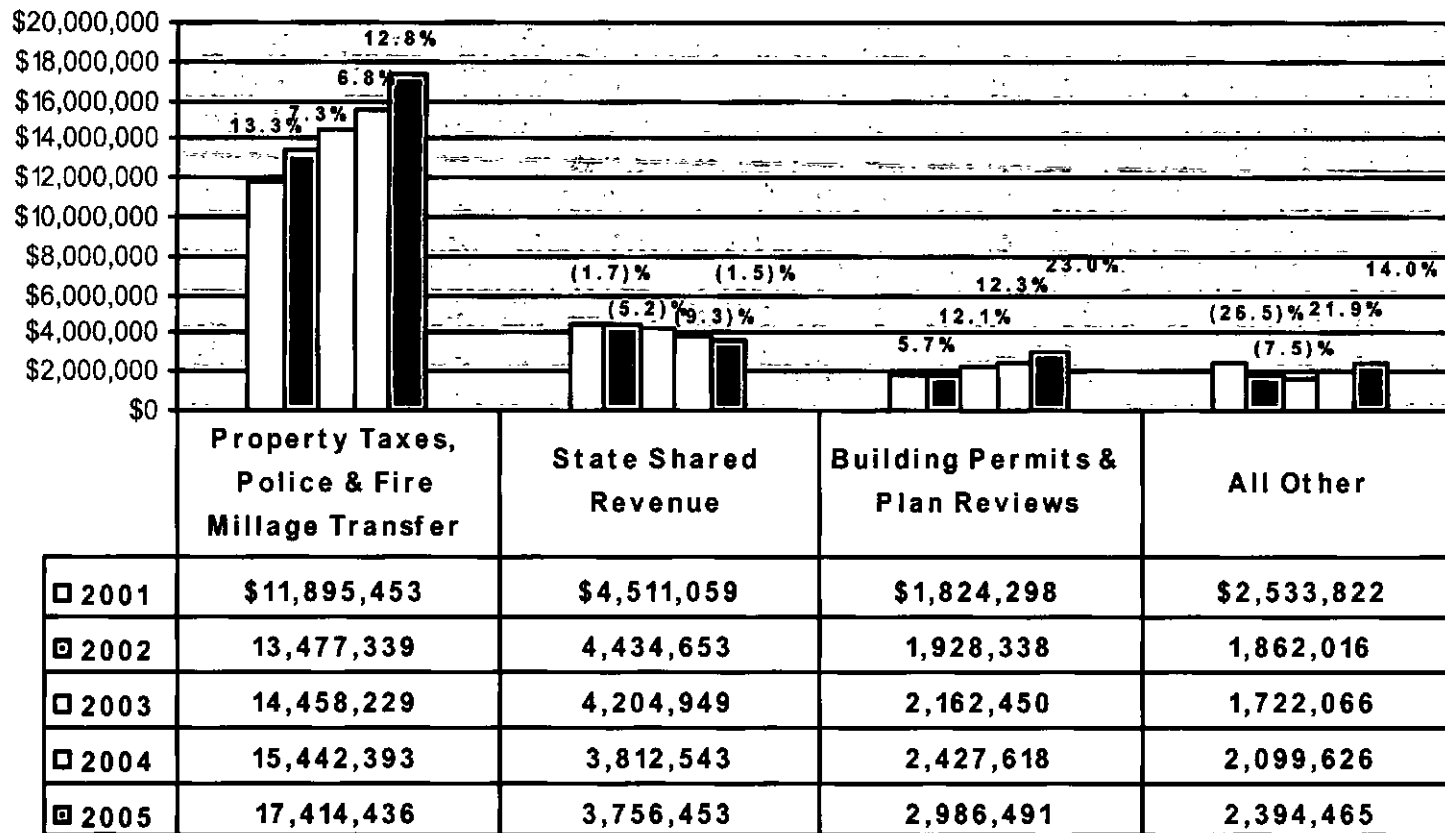 $20,000,000
$18,000,000
$16,000,000
$14,000,000
$12,000,000
$10,000,000
$8,000,000
$6,000,000
$4,000,000
$2,000,000
$0
13.3%
7.3%
6.8%
12.8%
(1.7)%
(5.2)%
(9.3)%
(1.5)%
5.7%
12.1%
12.3%
23.0%
(26.5)%
(7.5)%
21.9%
14.0%
Property Taxes,
Police & Fire
Millage Transfer
State Shared
Revenue
Building Permits &
Plan Reviews
All Other
2001 $11,895,453 $4,511,059 $1,824,298 $2,533,822
2002 13,477,339 4,434,653 1,928,338 1,862,016
2003 14,458,229 4,204,949 2,162,450 1,722,066
2004 15,442,393 3,812,543 2,427,618 2,099,626
2005 17,414,436 3,756,453 2,986,491 2,394,465